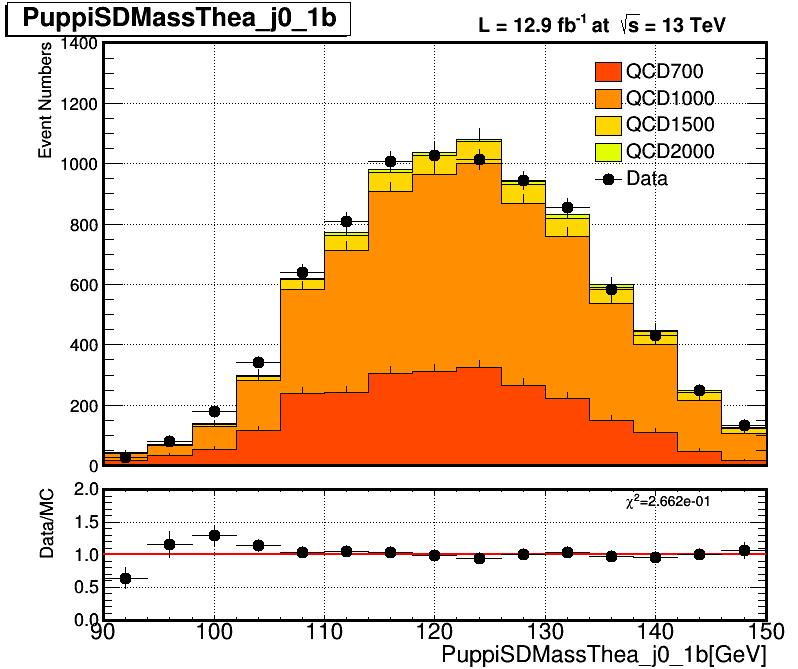 PuppiSDMassThea_j0_1b
L = 12.9 fb⁻¹ at √s = 13 TeV
Event Numbers
1400
1200
1000
800
600
400
200
0
QCD700
QCD1000
QCD1500
QCD2000
Data
Data/MC
2.0
1.5
1.0
0.5
0.0
χ²=2.662e-01
90 100 110 120 130 140 150
PuppiSDMassThea_j0_1b[GeV]